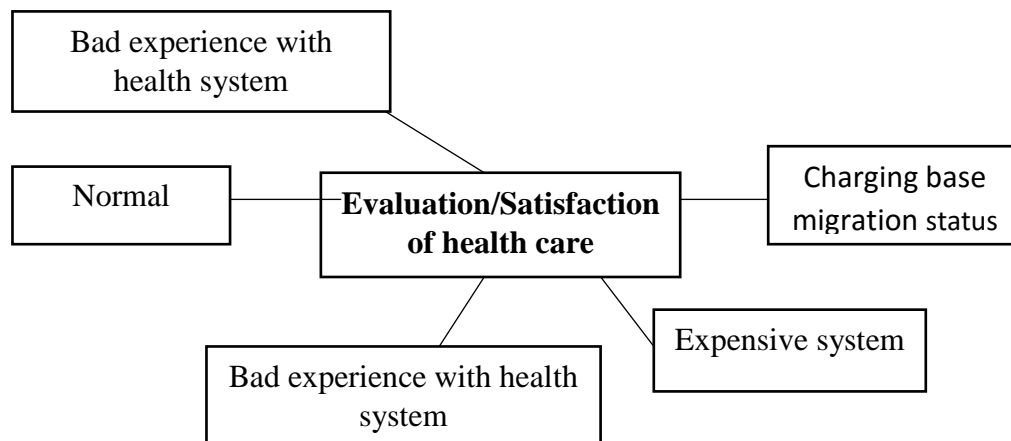 Bad experience with
health system
Normal
Evaluation/Satisfaction
of health care
Charging base
migration status
Expensive system
Bad experience with health
system